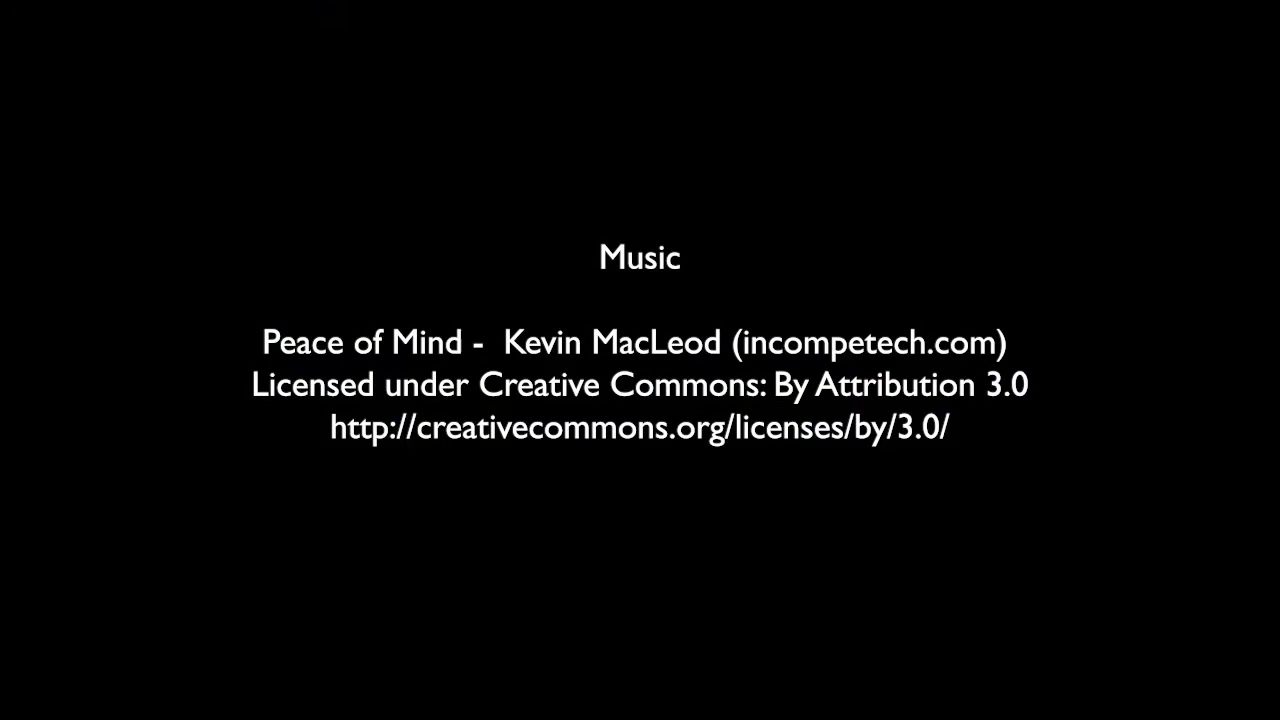 Music
Peace of Mind -  Kevin MacLeod (incompetech.com)
Licensed under Creative Commons: By Attribution 3.0
http://creativecommons.org/licenses/by/3.0/